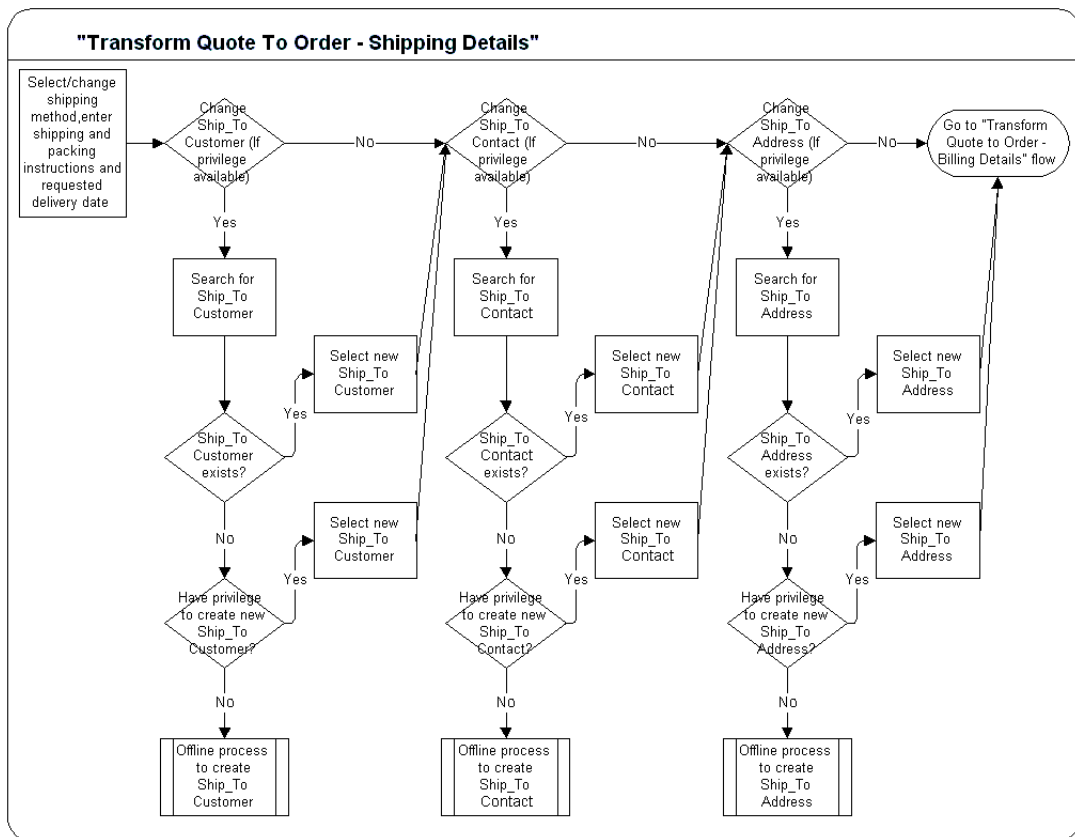 "Transform Quote To Order - Shipping Details"
Select/change
shipping
method,enter
shipping and
packing
instructions and
requested
delivery date
Change
Ship_To
Customer (If
privilege
available)
No
Change
Ship_To
Contact (If
privilege
available)
No
Change
Ship_To
Address (If
privilege
available)
No
Go to "Transform
Quote to Order -
Billing Details" flow
Yes
Yes
Yes
Search for
Ship_To
Customer
Search for
Ship_To
Contact
Search for
Ship_To
Address
Select new
Ship_To
Customer
Select new
Ship_To
Contact
Select new
Ship_To
Address
Yes
Yes
Yes
Ship_To
Customer
exists?
Ship_To
Contact
exists?
Ship_To
Address
exists?
No
No
No
Select new
Ship_To
Customer
Select new
Ship_To
Contact
Select new
Ship_To
Address
Yes
Yes
Yes
Have privilege
to create new
Ship_To
Customer?
Have privilege
to create new
Ship_To
Contact?
Have privilege
to create new
Ship_To
Address?
No
No
No
Offline process
to create
Ship_To
Customer
Offline process
to create
Ship_To
Contact
Offline process
to create
Ship_To
Address